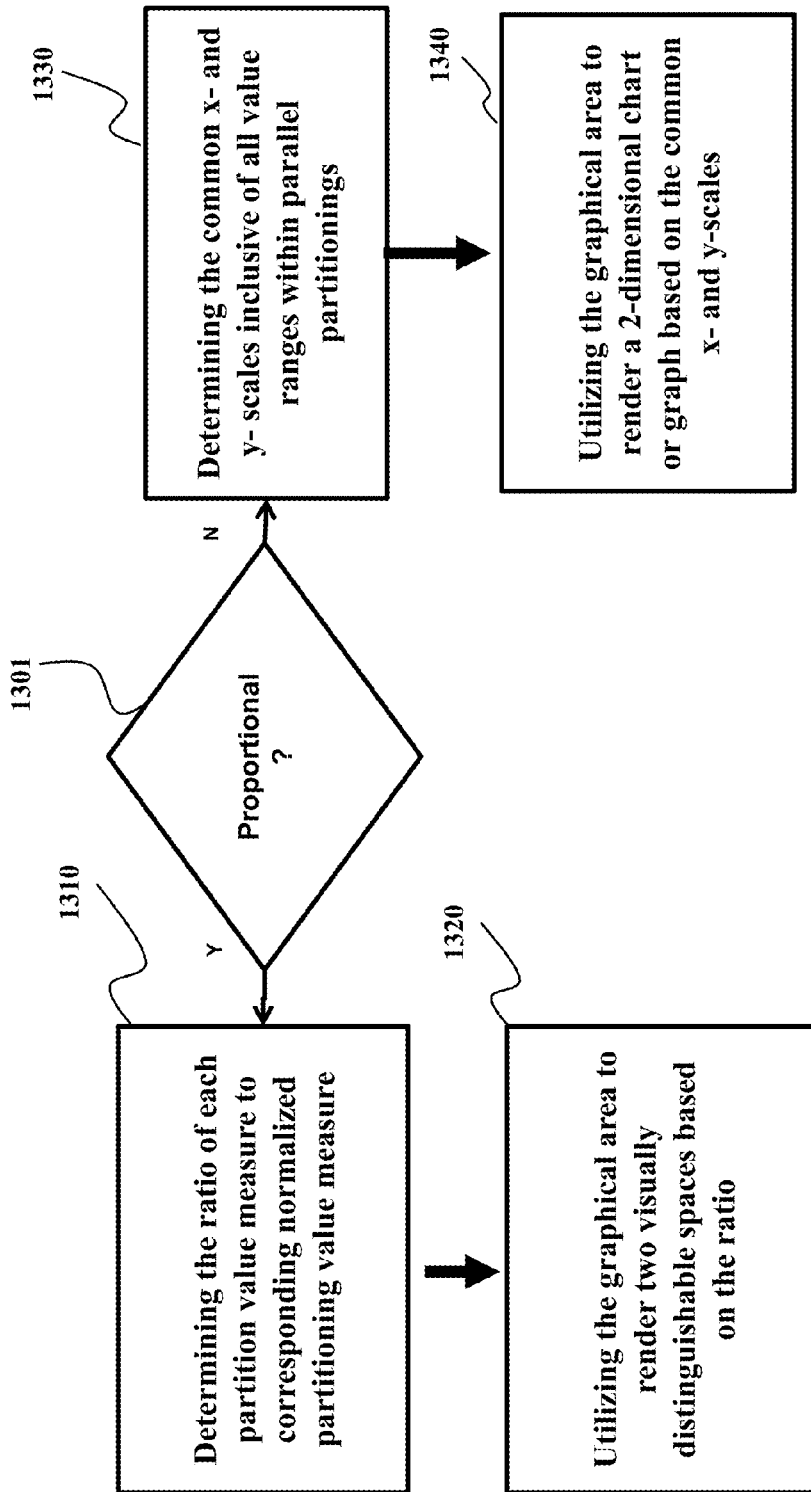 1301
Proportional
?
Y
N
1310
Determining the ratio of each
partition value measure to
corresponding normalized
partitioning value measure
1320
Utilizing the graphical area to
render two visually
distinguishable spaces based
on the ratio
1330
Determining the common x- and
y- scales inclusive of all value
ranges within parallel
partitionings
1340
Utilizing the graphical area to
render a 2-dimensional chart
or graph based on the common
x- and y-scales